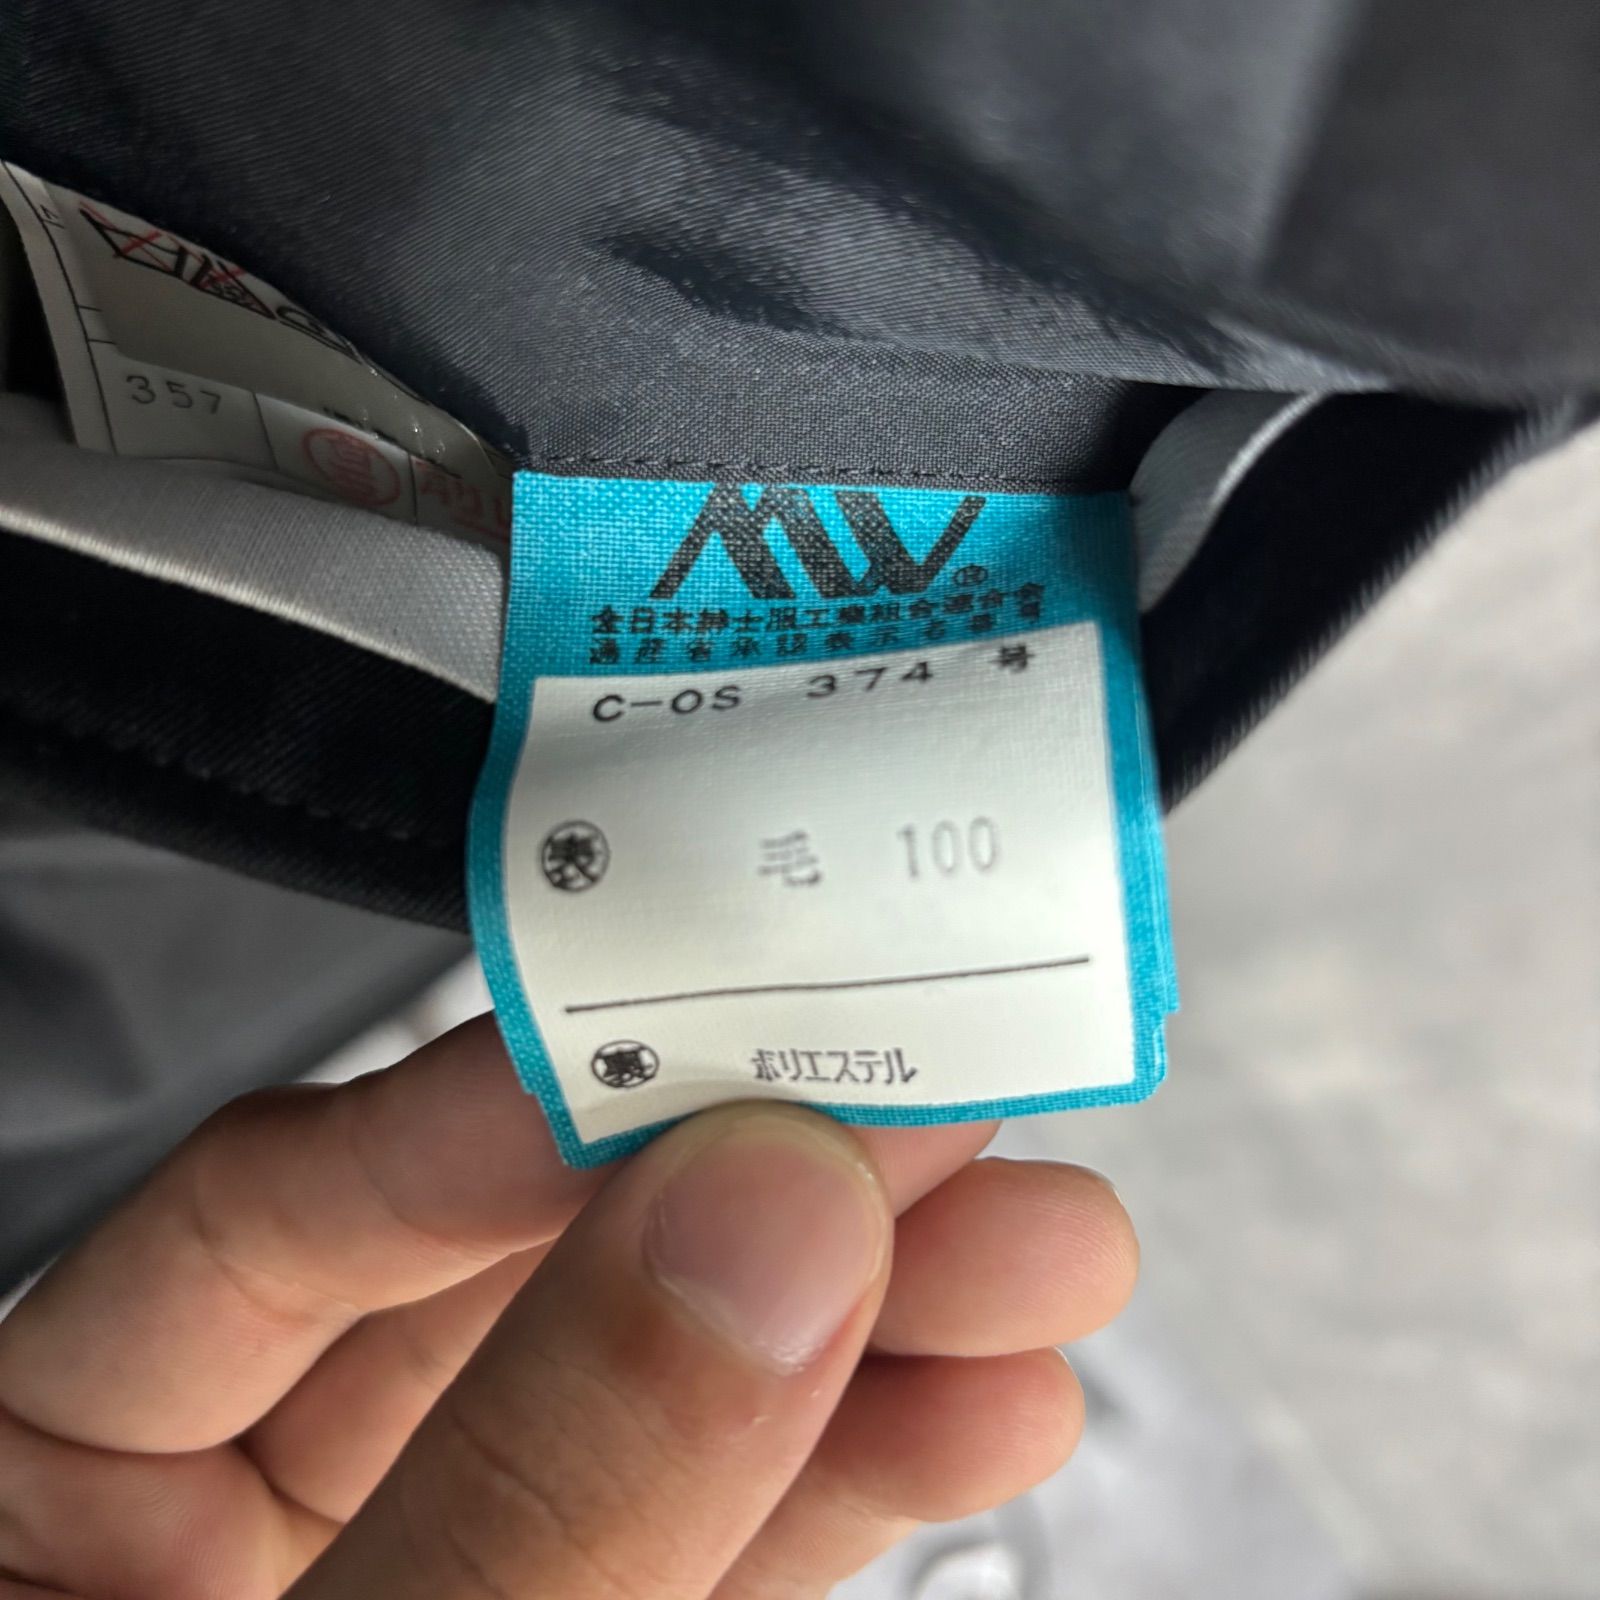 357
MW®
全日本紳士服工業組合連合会
通産省承認表示者番号
C-OS 374 号
表 毛 100
裏 ポリエステル